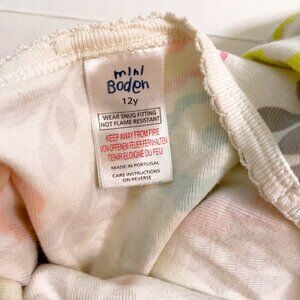 mini
Boden
12y
WEAR SNUG FITTING
NOT FLAME RESISTANT
KEEP AWAY FROM FIRE
VON OFFENEM FEUER FERNHALTEN
TENIR ELOIGNE DU FEU
MADE IN PORTUGAL
CARE INSTRUCTIONS
ON REVERSE